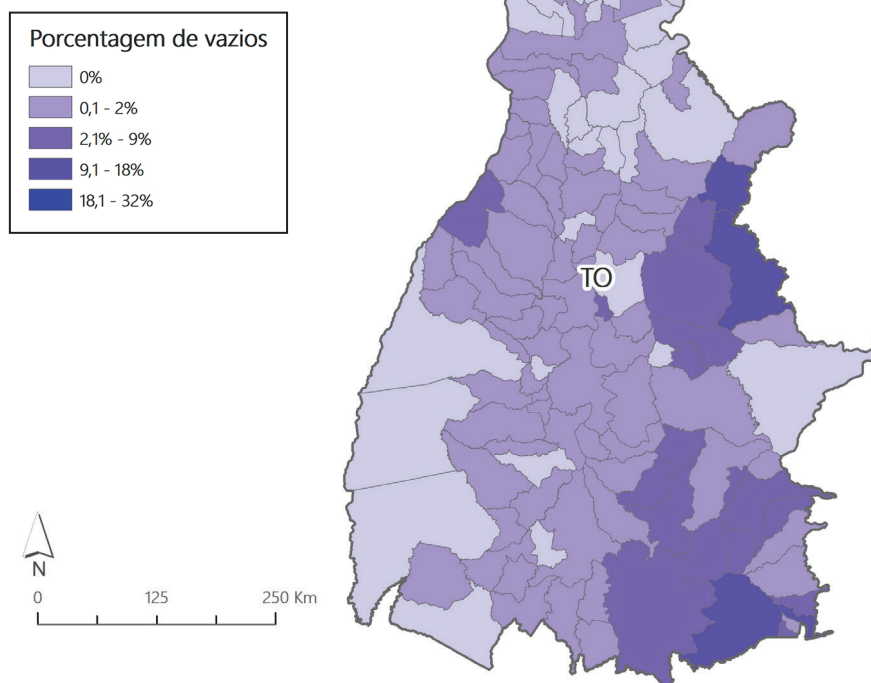 Porcentagem de vazios
0%
0,1 - 2%
2,1% - 9%
9,1 - 18%
18,1 - 32%
TO
N
0 125 250 Km